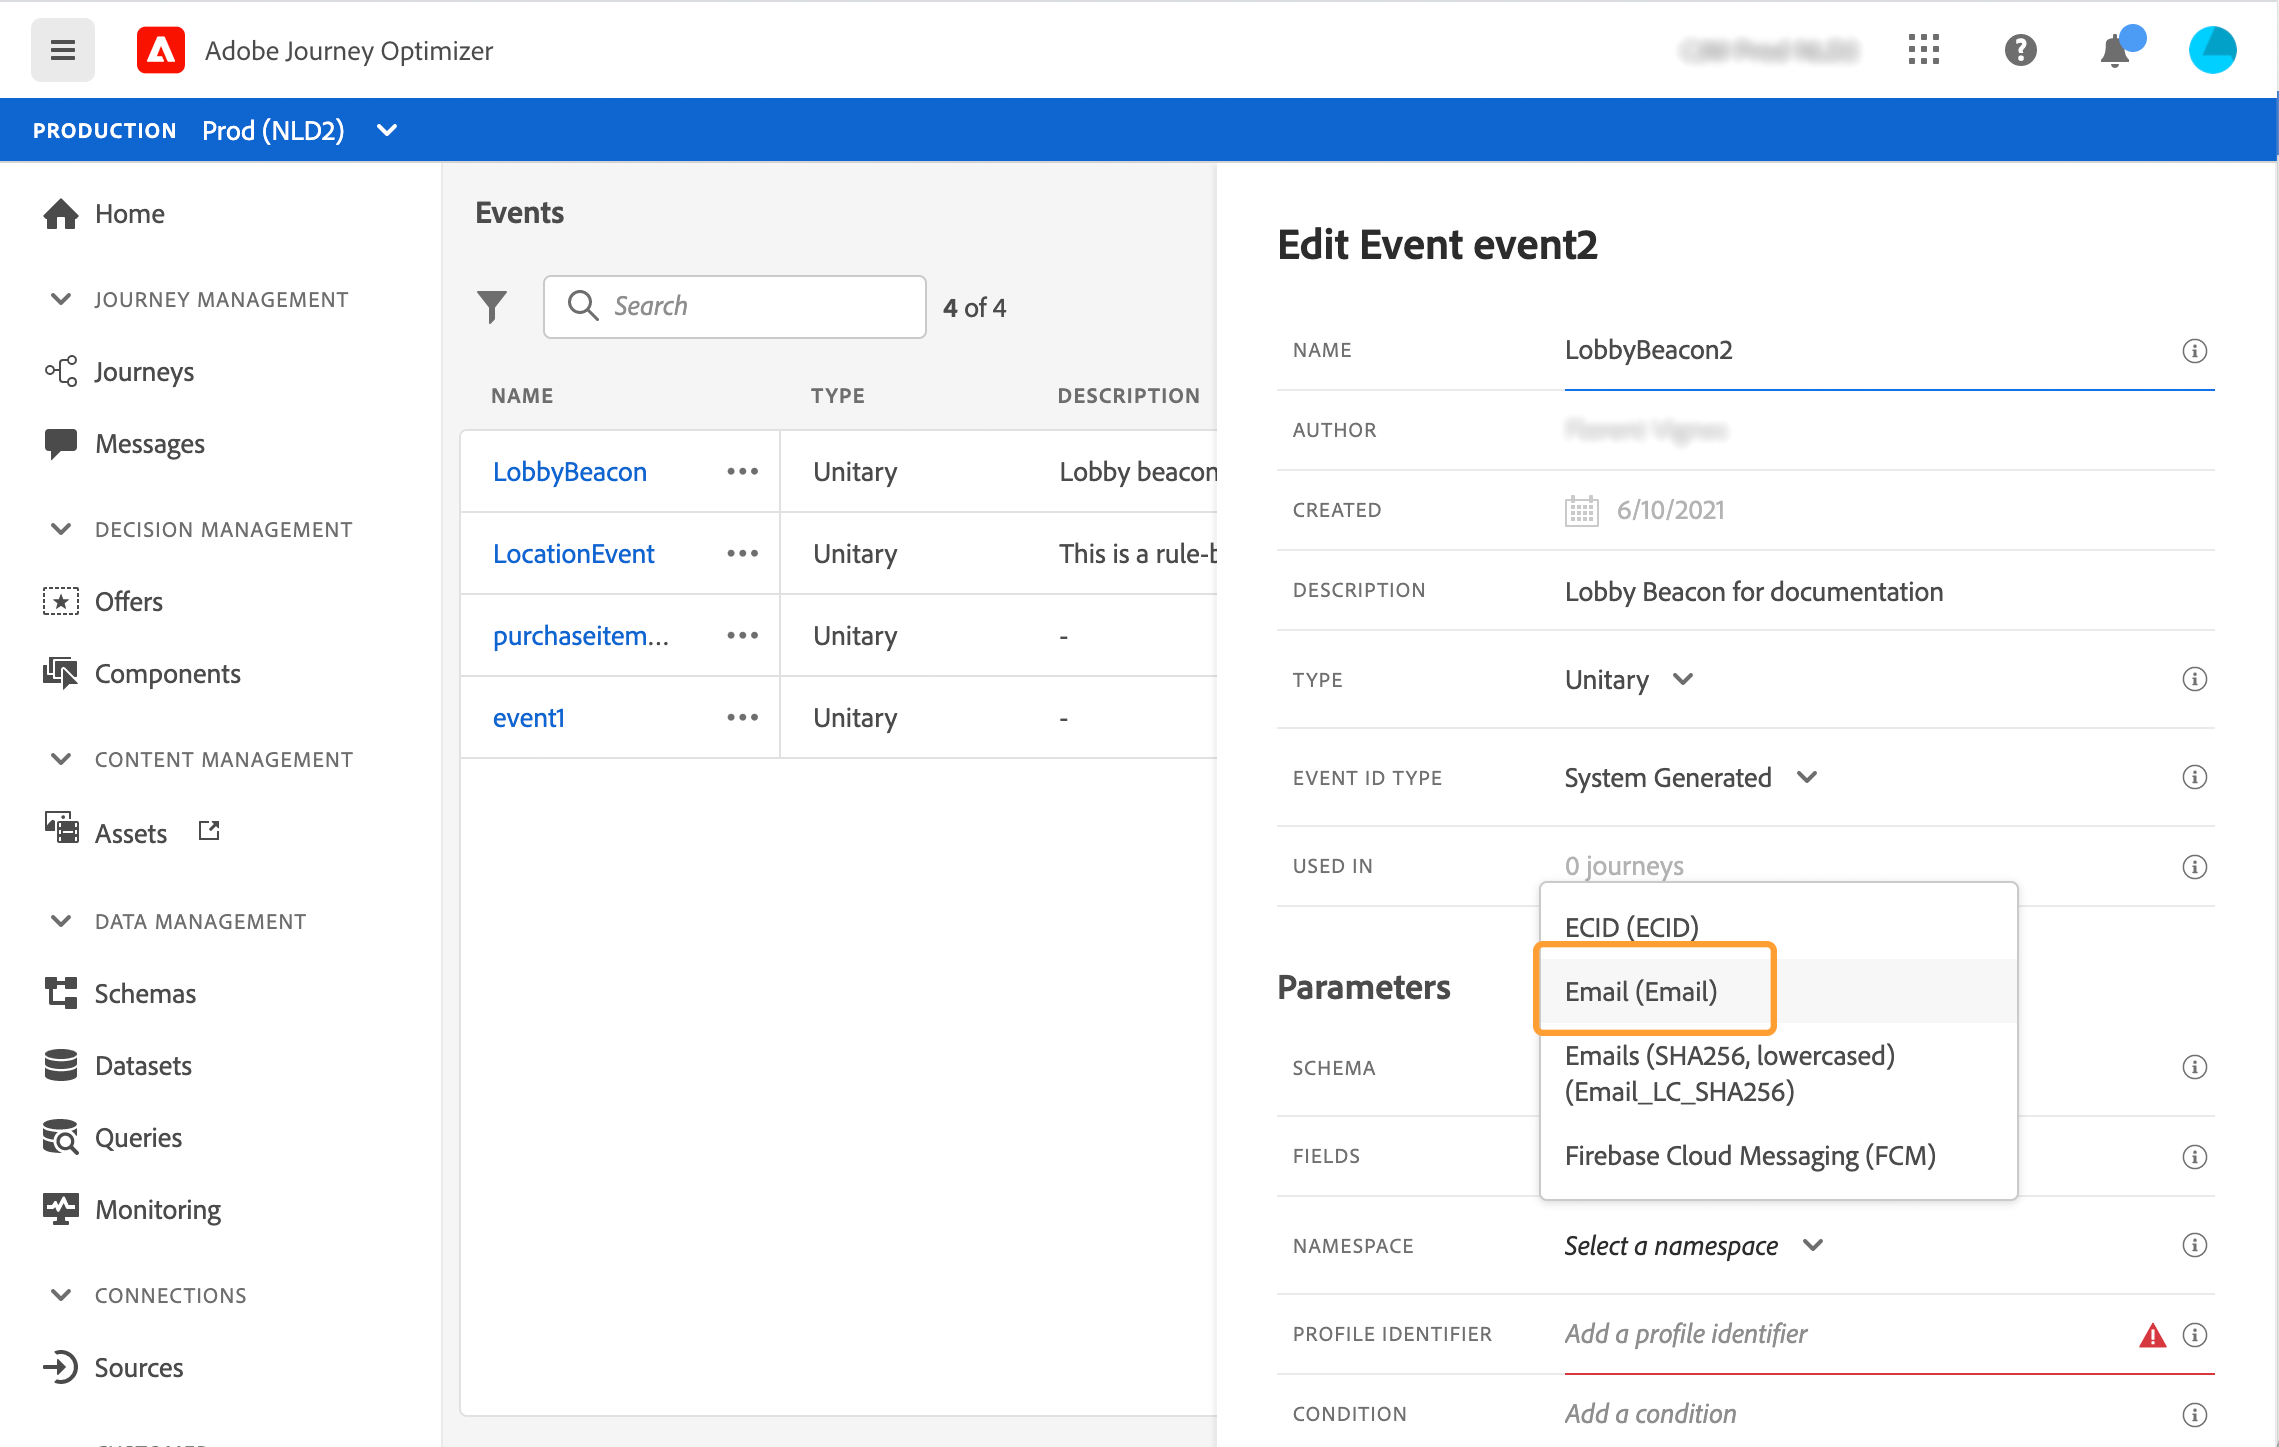 Adobe Journey Optimizer
PRODUCTION Prod (NLD2)
Home
JOURNEY MANAGEMENT
Journeys
Messages
DECISION MANAGEMENT
Offers
Components
CONTENT MANAGEMENT
Assets
DATA MANAGEMENT
Schemas
Datasets
Queries
Monitoring
CONNECTIONS
Sources
Events
Search
4 of 4
NAME TYPE DESCRIPTION
LobbyBeacon ••• Unitary Lobby beacon
LocationEvent ••• Unitary This is a rule-b
purchaseitem... ••• Unitary -
event1 ••• Unitary -
Edit Event event2
NAME LobbyBeacon2
AUTHOR
CREATED 6/10/2021
DESCRIPTION Lobby Beacon for documentation
TYPE Unitary
EVENT ID TYPE System Generated
USED IN 0 journeys
ECID (ECID)
Parameters
Email (Email)
Emails (SHA256, lowercased)
(Email_LC_SHA256)
SCHEMA
FIELDS
Firebase Cloud Messaging (FCM)
NAMESPACE Select a namespace
PROFILE IDENTIFIER Add a profile identifier
CONDITION Add a condition